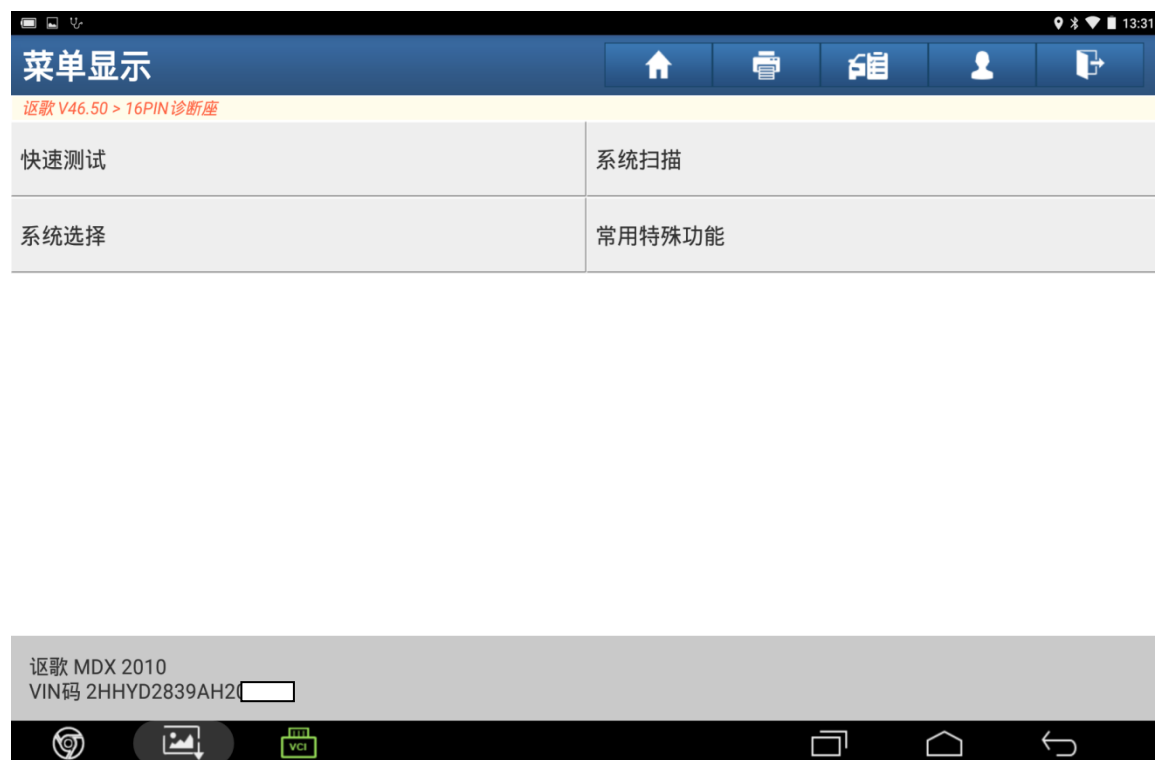 13:31
菜单显示
讴歌 V46.50 > 16PIN诊断座
快速测试
系统扫描
系统选择
常用特殊功能
讴歌 MDX 2010
VIN码 2HHYD2839AH2
VCI